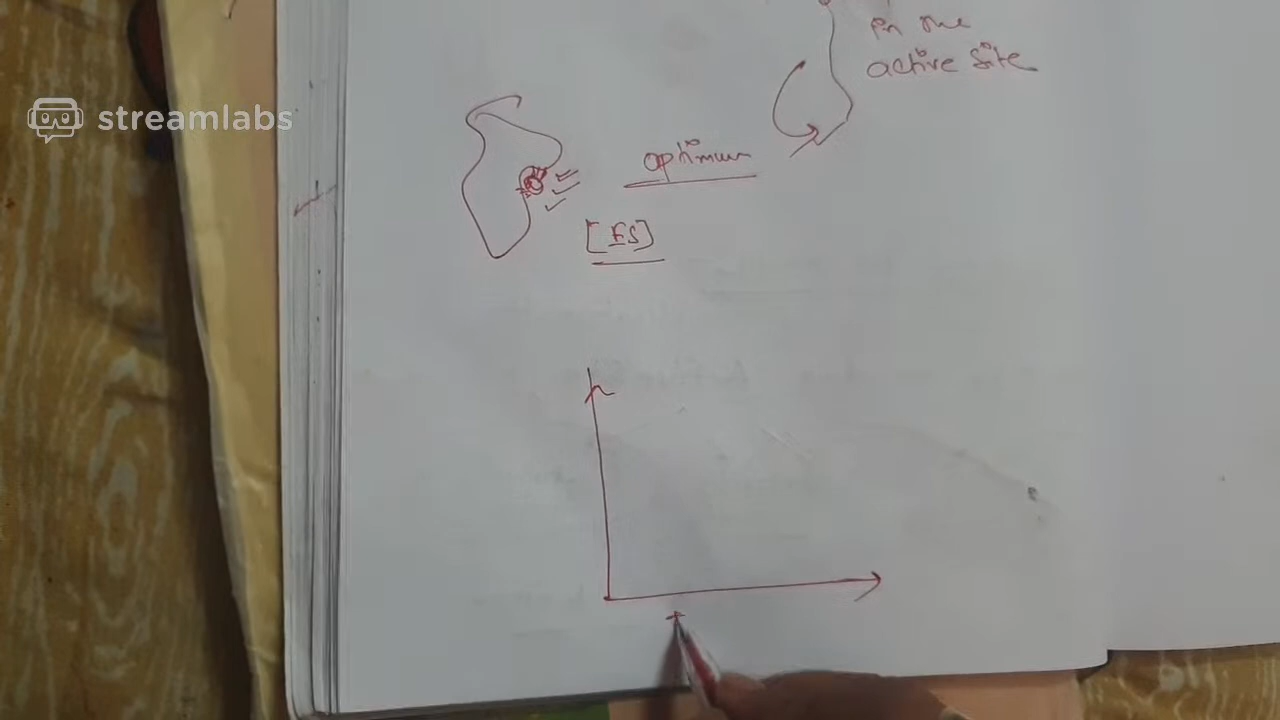 in the
active site
streamlabs
optimum
[ES]